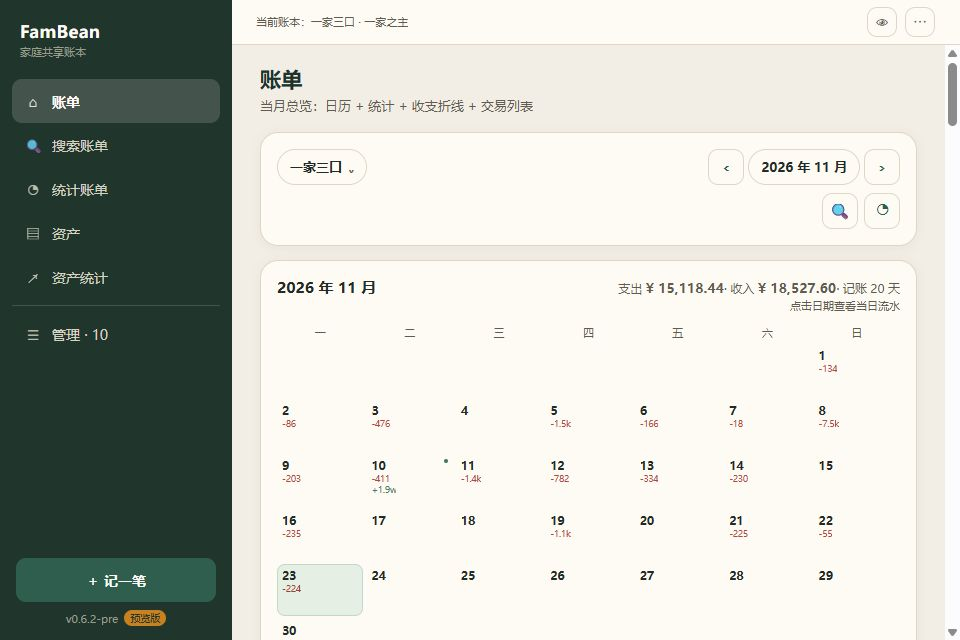 FamBean
家庭共享账本
账单
搜索账单
统计账单
资产
资产统计
管理 · 10
+ 记一笔
v0.6.2-pre 预览版
当前账本：一家三口 · 一家之主
账单
当月总览：日历 + 统计 + 收支折线 + 交易列表
一家三口
‹ 2026 年 11 月 ›
2026 年 11 月
支出 ¥ 15,118.44· 收入 ¥ 18,527.60· 记账 20 天
点击日期查看当日流水
一 二 三 四 五 六 日
1
-134
2 3 4 5 6 7 8
-86 -476 -1.5k -166 -18 -7.5k
9 10 11 12 13 14 15
-203 -411 -1.4k -782 -334 -230
+1.9w
16 17 18 19 20 21 22
-235 -1.1k -225 -55
23 24 25 26 27 28 29
-224
30